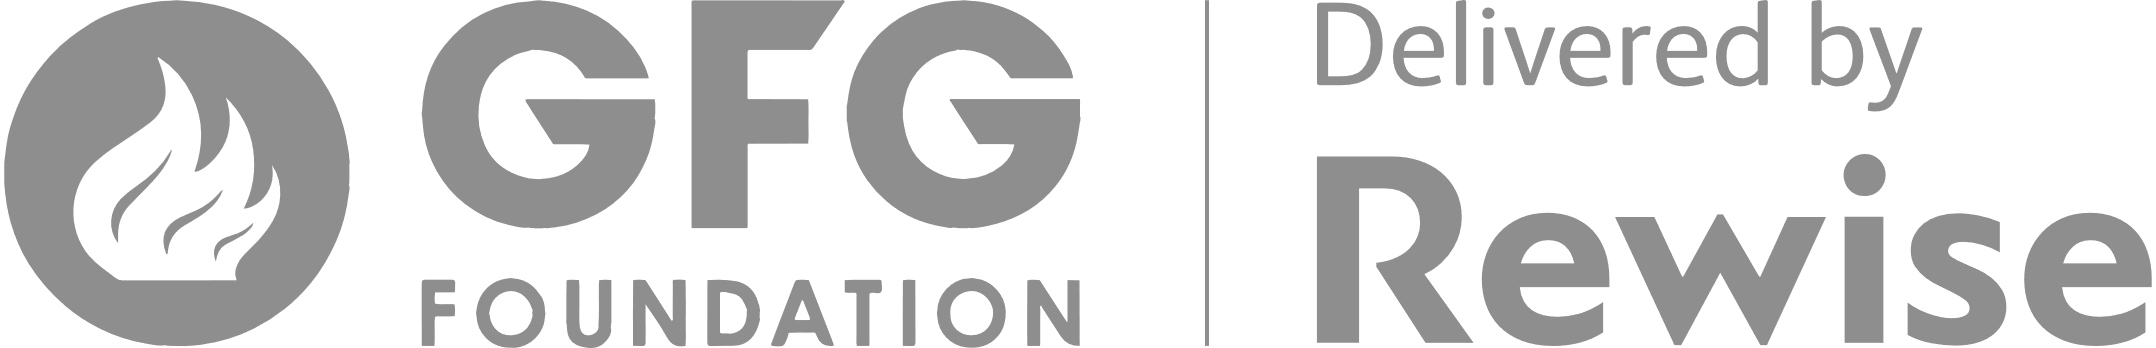 GFG
FOUNDATION
Delivered by
Rewise